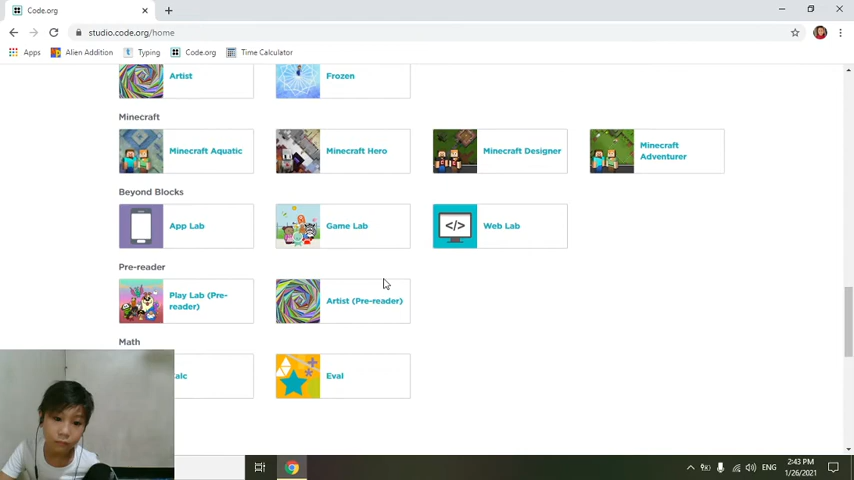 Code.org
studio.code.org/home
Apps Alien Addition Typing Code.org Time Calculator
Artist Frozen
Minecraft
Minecraft Aquatic Minecraft Hero Minecraft Designer Minecraft
Adventurer
Beyond Blocks
App Lab Game Lab Web Lab
</>
Pre-reader
Play Lab (Pre-
reader) Artist (Pre-reader)
Math
alc Eval
ENG
2:43 PM
1/26/2021